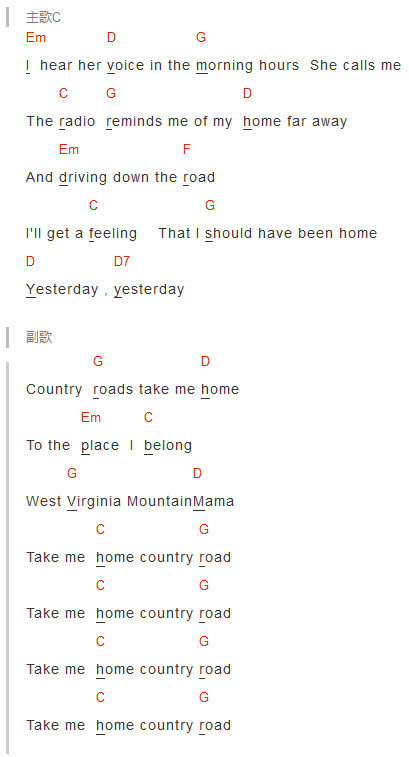 主歌C
Em D G
I hear her voice in the morning hours She calls me
C G D
The radio reminds me of my home far away
Em F
And driving down the road
C G
I'll get a feeling That I should have been home
D D7
Yesterday , yesterday
副歌
G D
Country roads take me home
Em C
To the place I belong
G D
West Virginia MountainMama
C G
Take me home country road
C G
Take me home country road
C G
Take me home country road
C G
Take me home country road